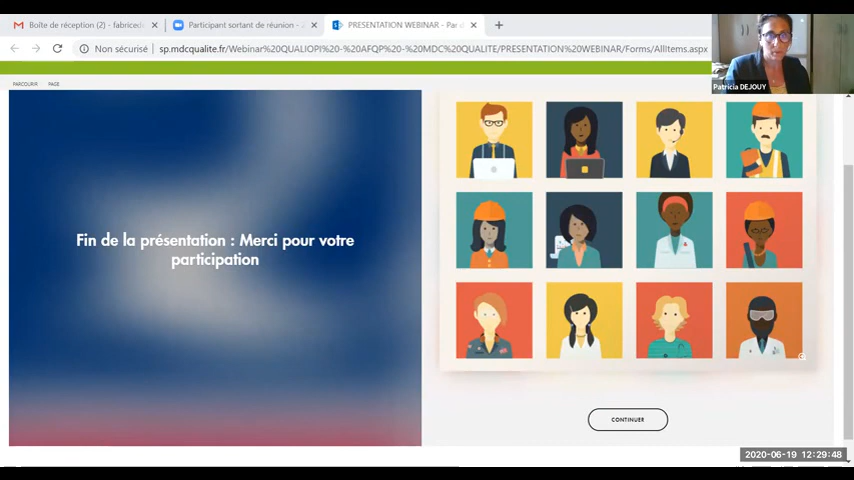 Boîte de réception (2) - fabriced
Participant sortant de réunion -
PRESENTATION WEBINAR - Par d
Non sécurisé
sp.mdcqualite.fr/Webinar%20QUALIOPI%20-%20AFQP%20-%20MDC%20QUALITE/PRESENTATION%20WEBINAR/Forms/AllItems.aspx
Patricia DEJOUY
PARCOURIR PAGE
Fin de la présentation : Merci pour votre
participation
CONTINUER
2020-06-19 12:29:48